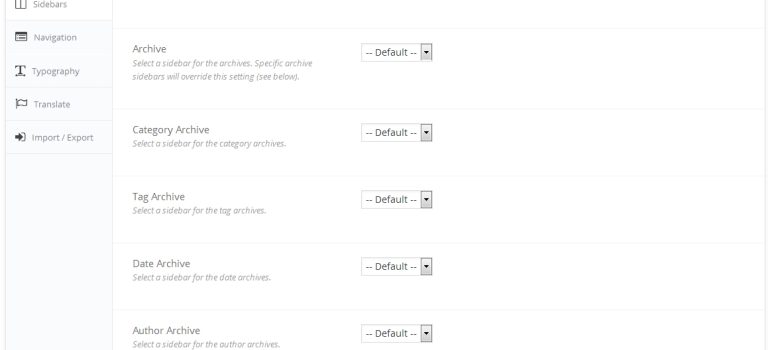 Sidebars
Navigation
Typography
Translate
Import / Export
Archive
Select a sidebar for the archives. Specific archive
sidebars will override this setting (see below).
-- Default --
Category Archive
Select a sidebar for the category archives.
-- Default --
Tag Archive
Select a sidebar for the tag archives.
-- Default --
Date Archive
Select a sidebar for the date archives.
-- Default --
Author Archive
Select a sidebar for the author archives.
-- Default --